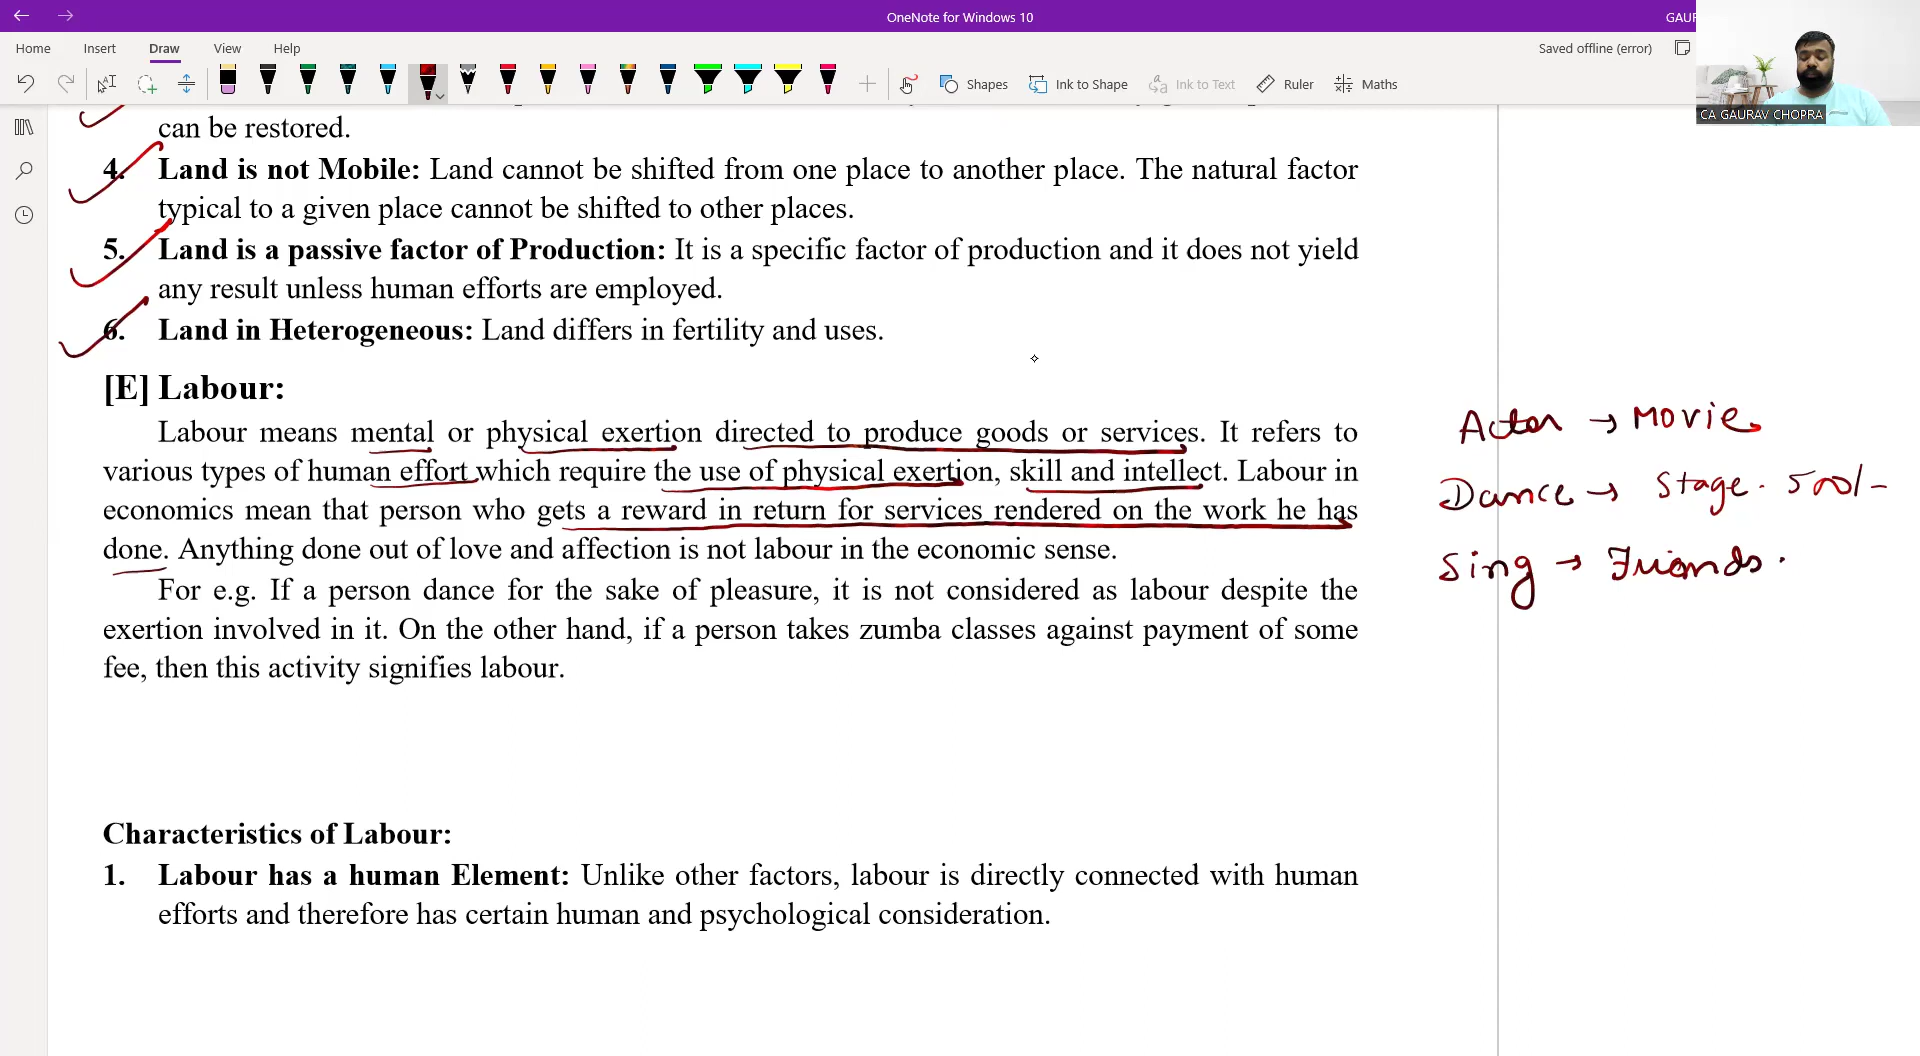 OneNote for Windows 10
GAUR
Home Insert Draw View Help
Saved offline (error)
Shapes Ink to Shape Ink to Text Ruler Maths
CA GAURAV CHOPRA
can be restored.
4. Land is not Mobile: Land cannot be shifted from one place to another place. The natural factor
typical to a given place cannot be shifted to other places.
5. Land is a passive factor of Production: It is a specific factor of production and it does not yield
any result unless human efforts are employed.
6. Land in Heterogeneous: Land differs in fertility and uses.
[E] Labour:
Labour means mental or physical exertion directed to produce goods or services. It refers to
various types of human effort which require the use of physical exertion, skill and intellect. Labour in
economics mean that person who gets a reward in return for services rendered on the work he has
done. Anything done out of love and affection is not labour in the economic sense.
For e.g. If a person dance for the sake of pleasure, it is not considered as labour despite the
exertion involved in it. On the other hand, if a person takes zumba classes against payment of some
fee, then this activity signifies labour.
Actor → Movie.
Dance → Stage. 500/-
Sing → Friends.
Characteristics of Labour:
1. Labour has a human Element: Unlike other factors, labour is directly connected with human
efforts and therefore has certain human and psychological consideration.